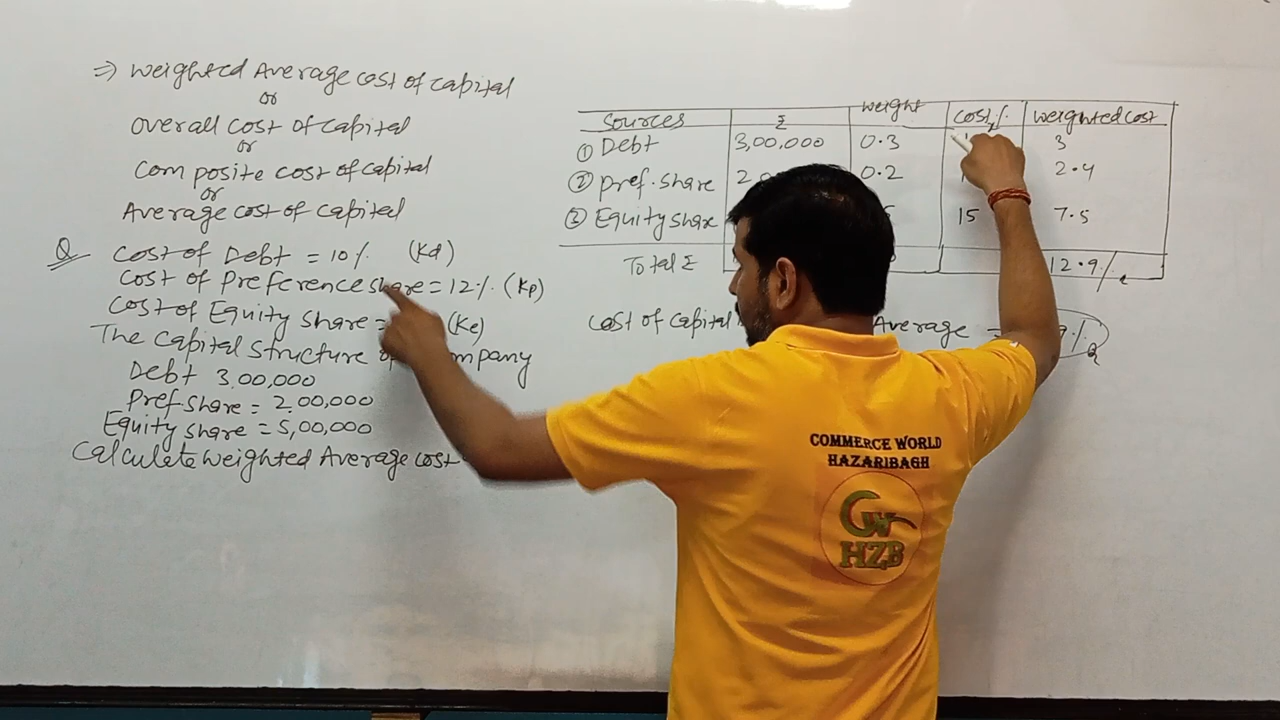 ⇒ Weighted Average cost of capital
or
overall cost of capital
or
Composite cost of capital
or
Average cost of capital
Q cost of Debt = 10% (Kd)
cost of Preference share = 12% (Kp)
cost of Equity share = (Ke)
The capital structure company
Debt 3,00,000
Pref. share = 2,00,000
Equity share = 5,00,000
Calculate weighted Average cost
Sources ₹ weight cost% weighted cost
① Debt 3,00,000 0.3 3
② Pref. share 0.2 2.4
② Equity share 15 7.5
Total ₹ 12.9%
cost of capital Average =
COMMERCE WORLD
HAZARIBAGH
CW
HZB